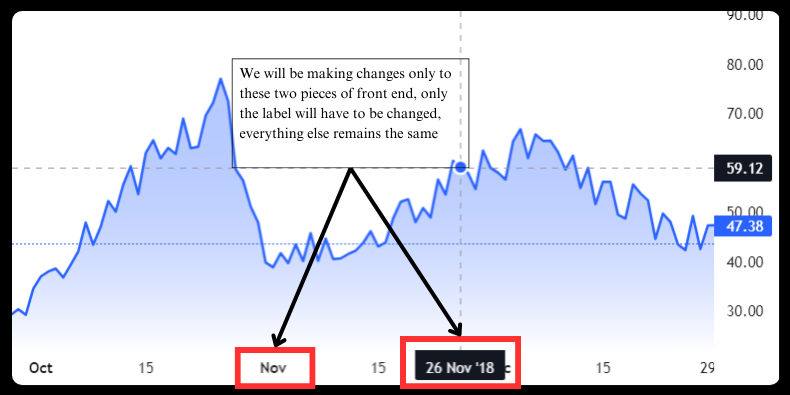 90.00
We will be making changes only to
these two pieces of front end, only
the label will have to be changed,
everything else remains the same
80.00
70.00
59.12
50.00
47.38
40.00
30.00
Oct 15 Nov 15 26 Nov '18 c 15 29